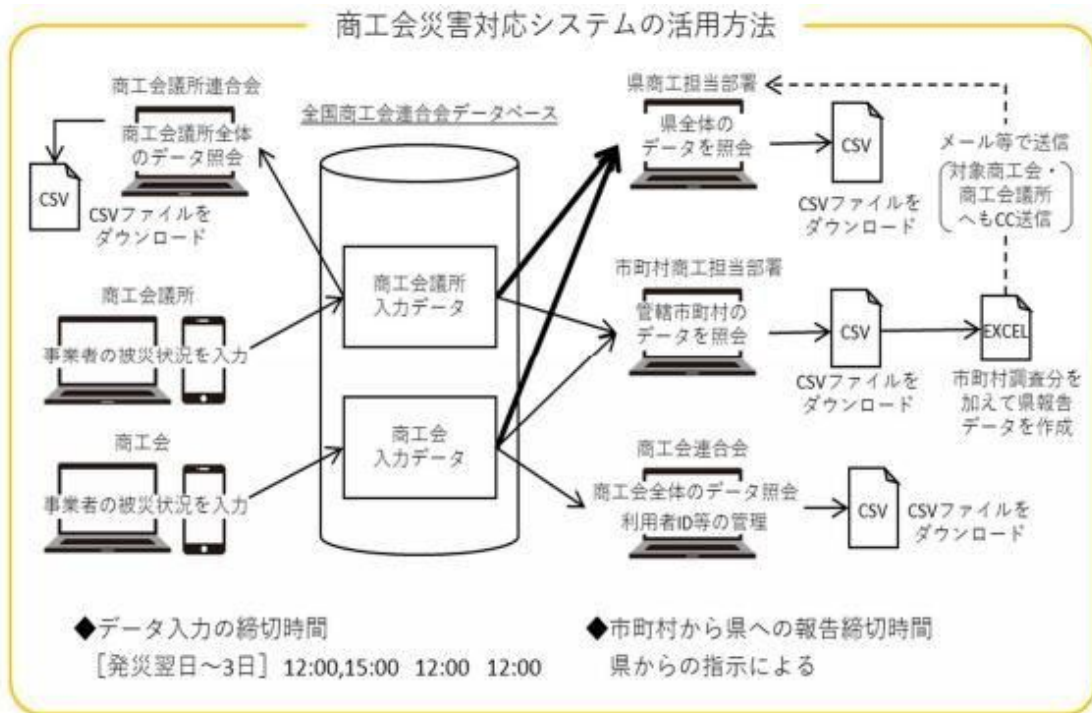 商工会災害対応システムの活用方法
商工会議所連合会
商工会議所全体
のデータ照会
CSV
CSVファイルを
ダウンロード
商工会議所
事業者の被災状況を入力
商工会
事業者の被災状況を入力
全国商工会連合会データベース
商工会議所
入力データ
商工会
入力データ
県商工担当部署
県全体の
データを照会
CSV
CSVファイルを
ダウンロード
メール等で送信
対象商工会・
商工会議所
へもCC送信
市町村商工担当部署
管轄市町村の
データを照会
CSV
CSVファイルを
ダウンロード
EXCEL
市町村調査分を
加えて県報告
データを作成
商工会連合会
商工会全体のデータ照会
利用者ID等の管理
CSV
CSVファイルを
ダウンロード
◆データ入力の締切時間
[発災翌日～3日] 12:00,15:00 12:00 12:00
◆市町村から県への報告締切時間
県からの指示による